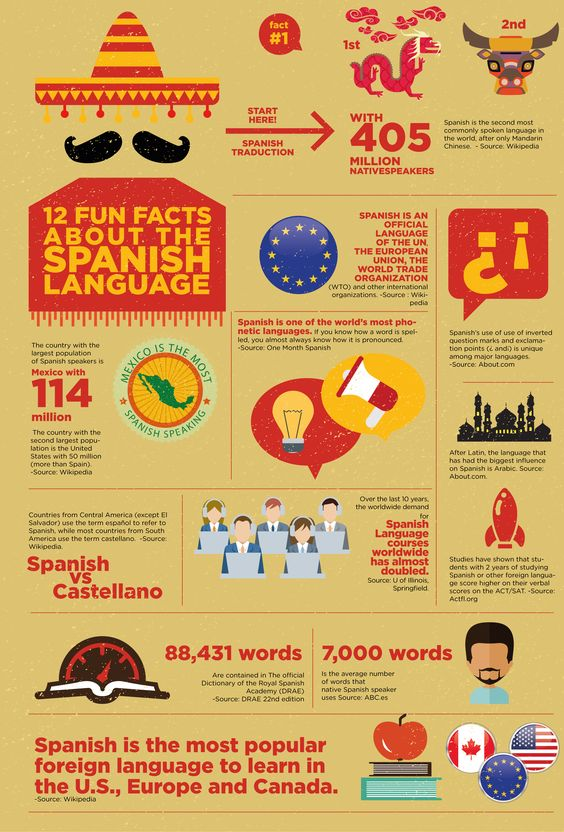 fact
#1
1st
2nd
START
HERE!
SPANISH
TRADUCTION
WITH
405
MILLION
NATIVESPEAKERS
Spanish is the second most
commonly spoken language in
the world, after only Mandarin
Chinese. - Source: Wikipedia
12 FUN FACTS
ABOUT THE
SPANISH
LANGUAGE
SPANISH IS AN
OFFICIAL
LANGUAGE
OF THE UN,
THE EUROPEAN
UNION, THE
WORLD TRADE
ORGANIZATION
(WTO) and other international
organizations. -Source : Wiki-
pedia
¿¡
Spanish's use of use of inverted
question marks and exclama-
tion points (¿ andi) is unique
among major languages.
-Source: About.com
Spanish is one of the world's most pho-
netic languages. If you know how a word is spel-
led, you almost always know how it is pronounced.
-Source: One Month Spanish
The country with the
largest population
of Spanish speakers is
Mexico with
114
million
The country with the
second largest popu-
lation is the United
States with 50 million
(more than Spain).
-Source: Wikipedia
MEXICO IS THE MOST
SPANISH SPEAKING
After Latin, the language that
has had the biggest influence
on Spanish is Arabic. Source:
About.com.
Countries from Central America (except El
Salvador) use the term español to refer to
Spanish, while most countries from South
America use the term castellano. -Source:
Wikipedia.
Spanish
vs
Castellano
Over the last 10 years,
the worldwide demand
for
Spanish
Language
courses
worldwide
has almost
doubled.
Source: U of Illinois,
Springfield.
Studies have shown that stu-
dents with 2 years of studying
Spanish or other foreign langua-
ge score higher on their verbal
scores on the ACT/SAT. -Source:
Actfl.org
88,431 words
Are contained in The official
Dictionary of the Royal Spanish
Academy (DRAE)
-Source: DRAE 22nd edition
7,000 words
Is the average number
of words that
native Spanish speaker
uses Source: ABC.es
Spanish is the most popular
foreign language to learn in
the U.S., Europe and Canada.
-Source: Wikipedia